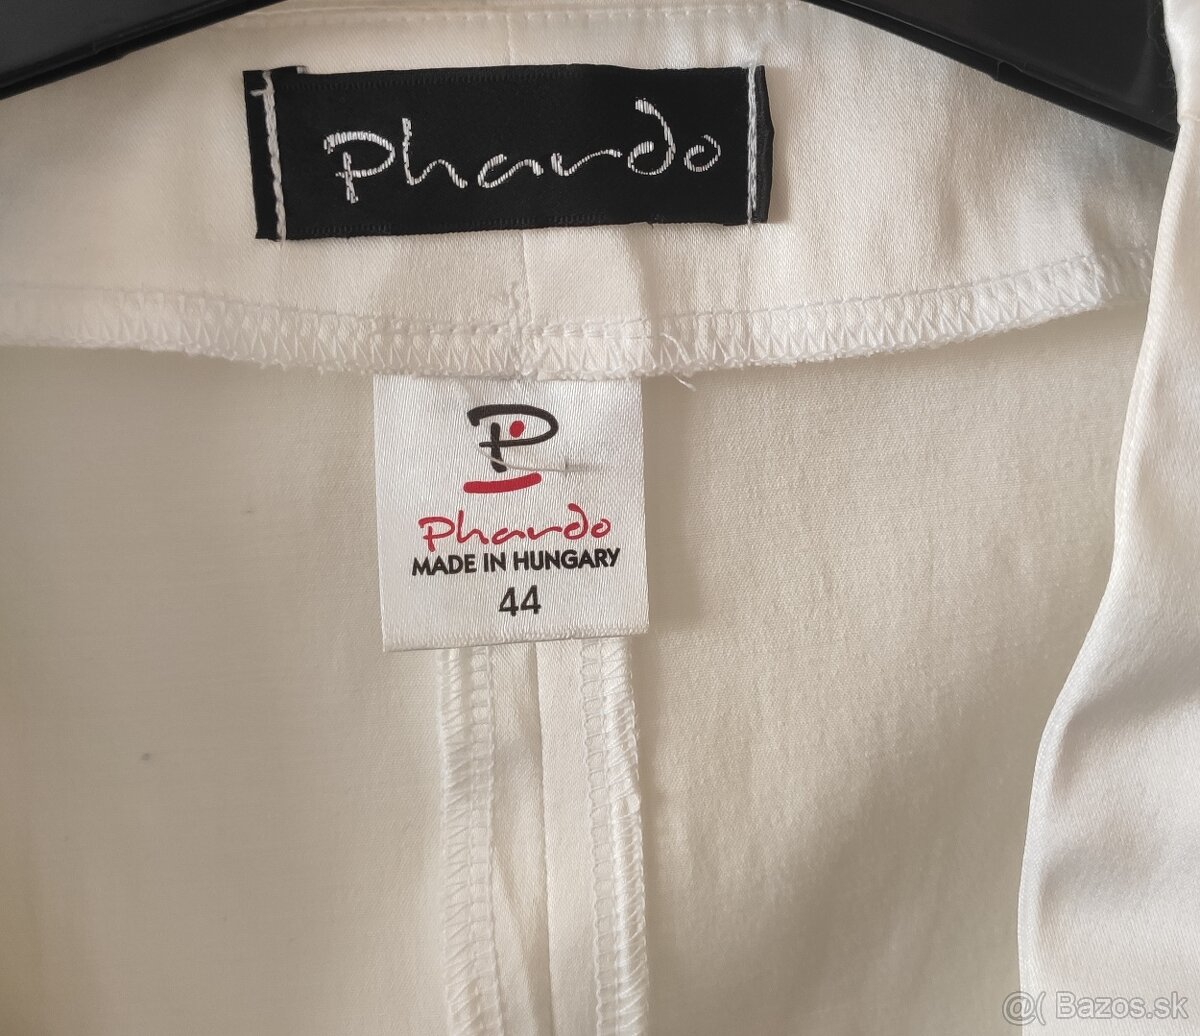 Phardo
P
Phardo
MADE IN HUNGARY
44
@( Bazos.sk